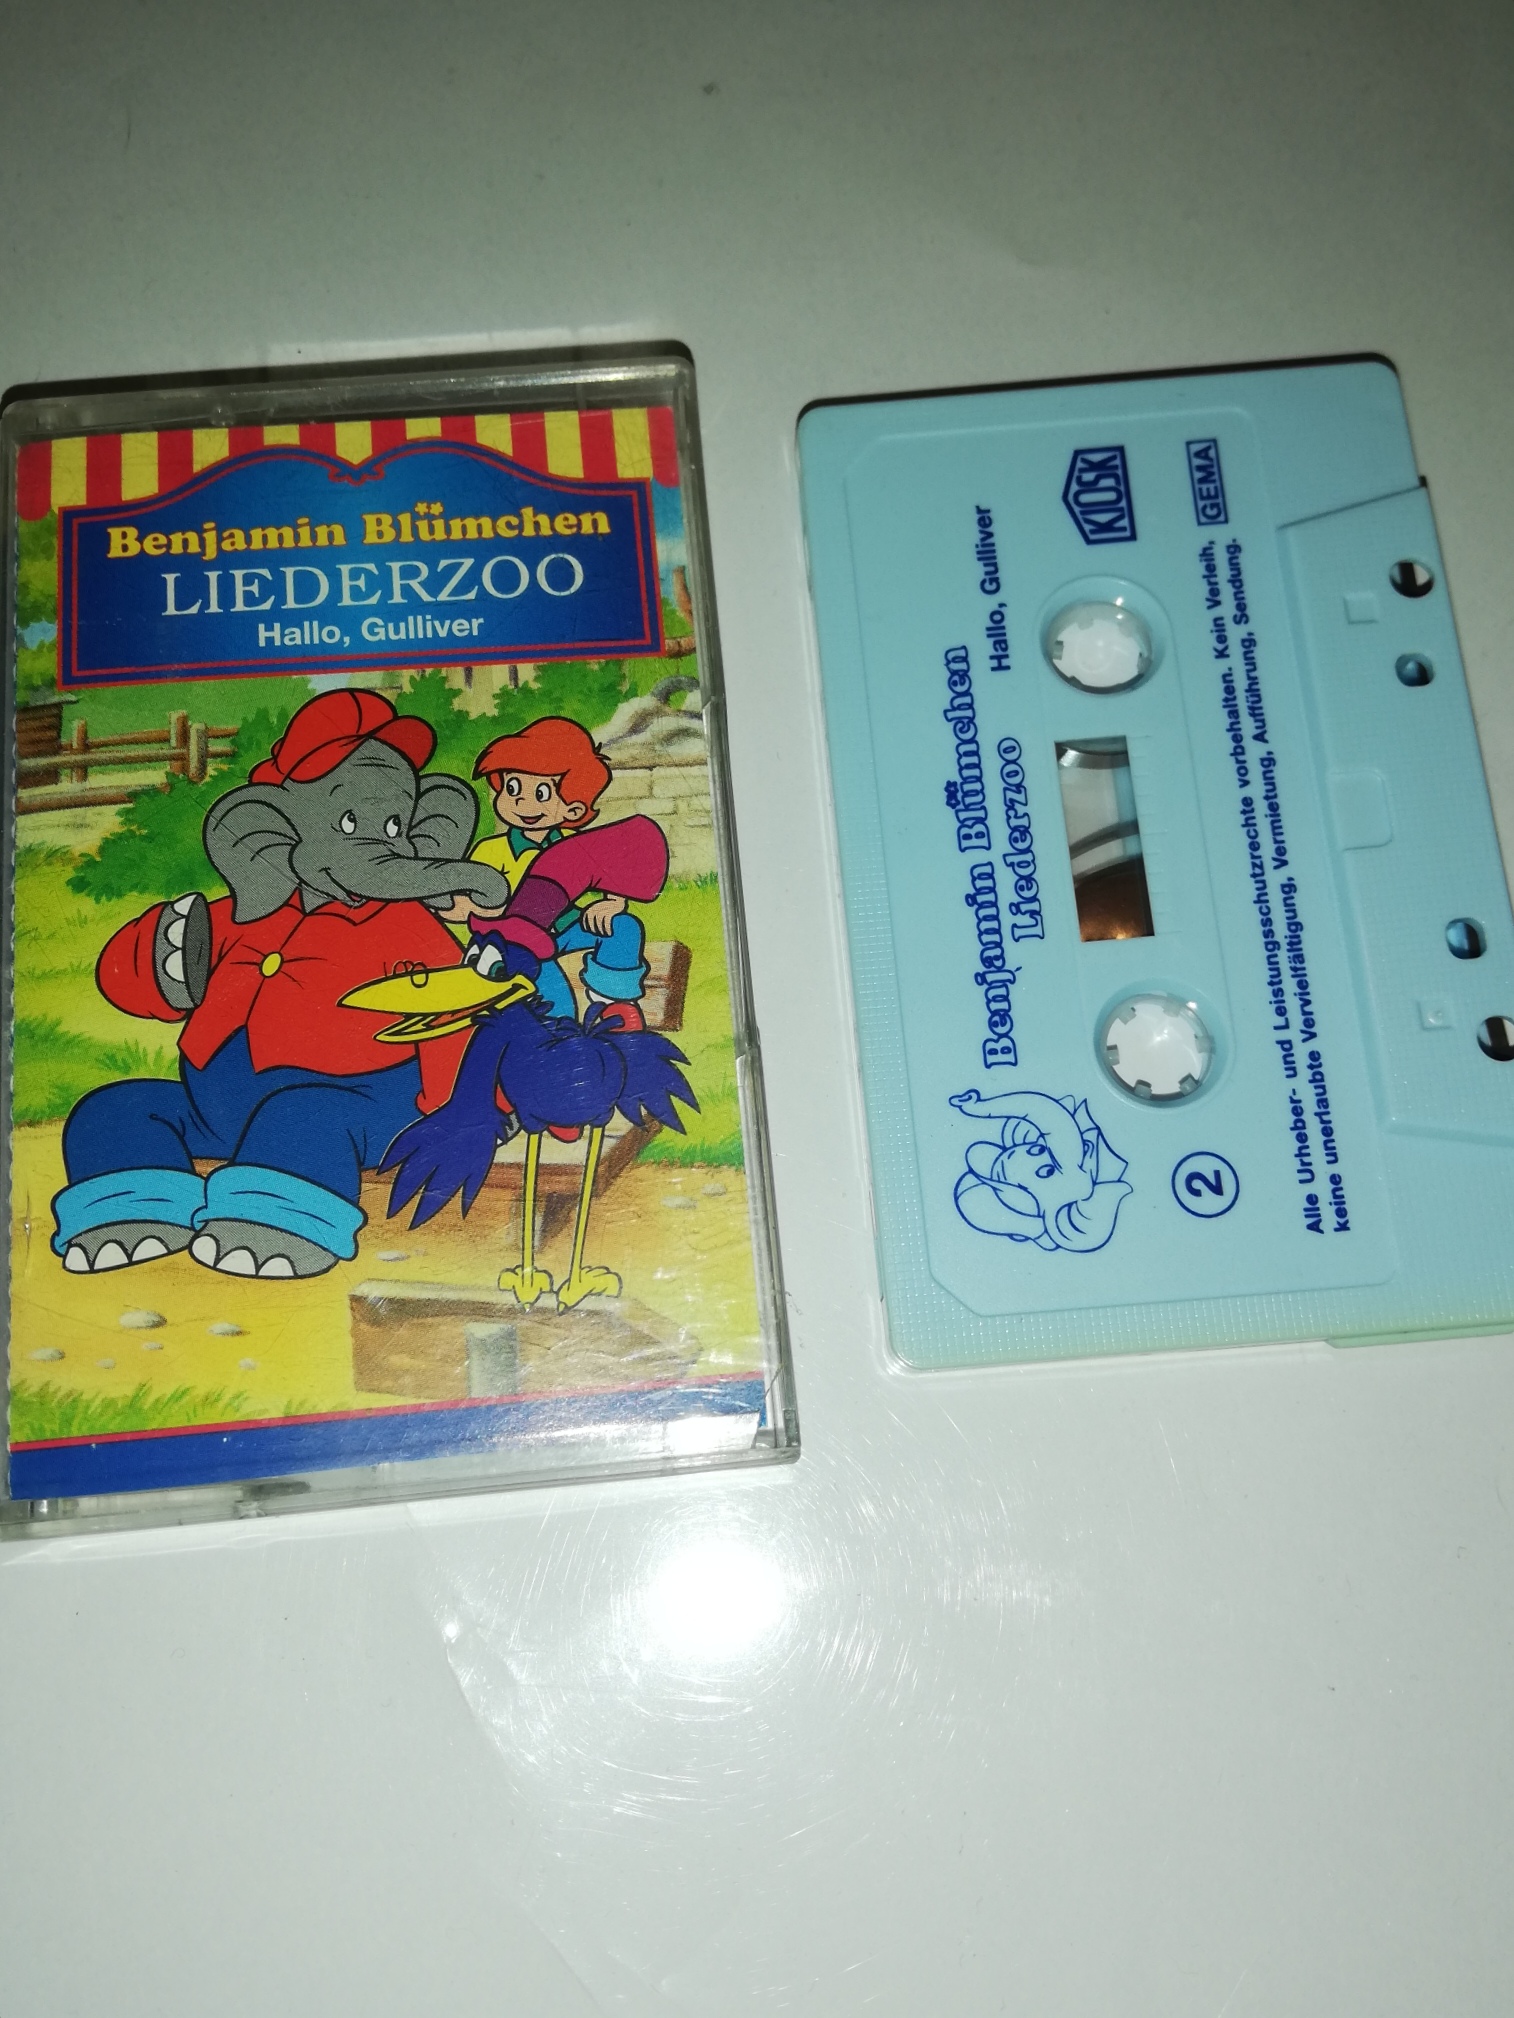 Benjamin Blümchen
LIEDERZOO
Hallo, Gulliver
Benjamin Blümchen
Liederzoo
Hallo, Gulliver
KIOSK
2
GEMA
Alle Urheber- und Leistungsschutzrechte vorbehalten. Kein Verleih,
keine unerlaubte Vervielfältigung, Vermietung, Aufführung, Sendung.